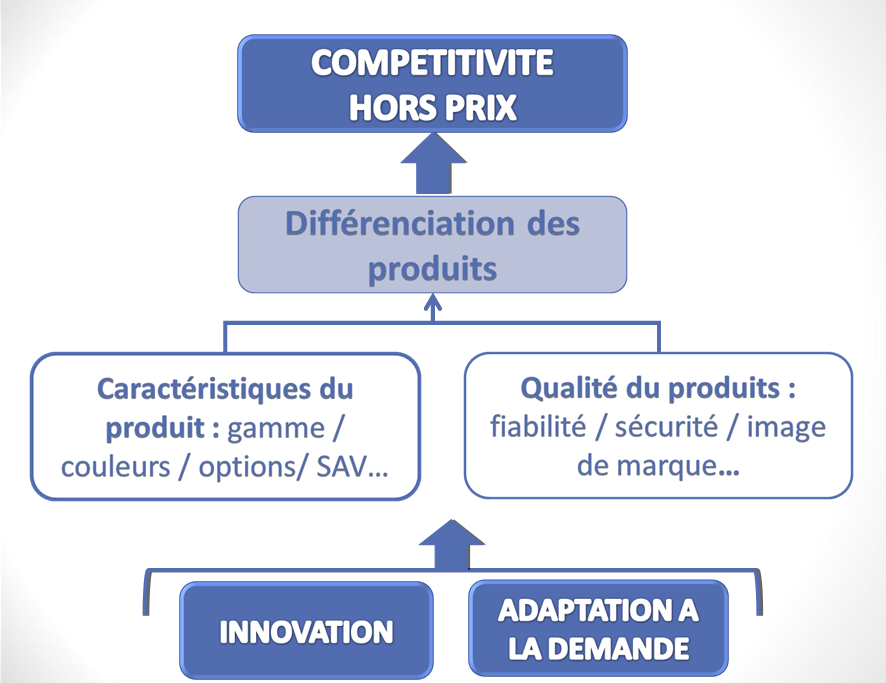 COMPETITIVITE
HORS PRIX
Différenciation des
produits
Caractéristiques du
produit : gamme /
couleurs / options/ SAV...
Qualité du produits :
fiabilité / sécurité / image
de marque...
INNOVATION
ADAPTATION A
LA DEMANDE